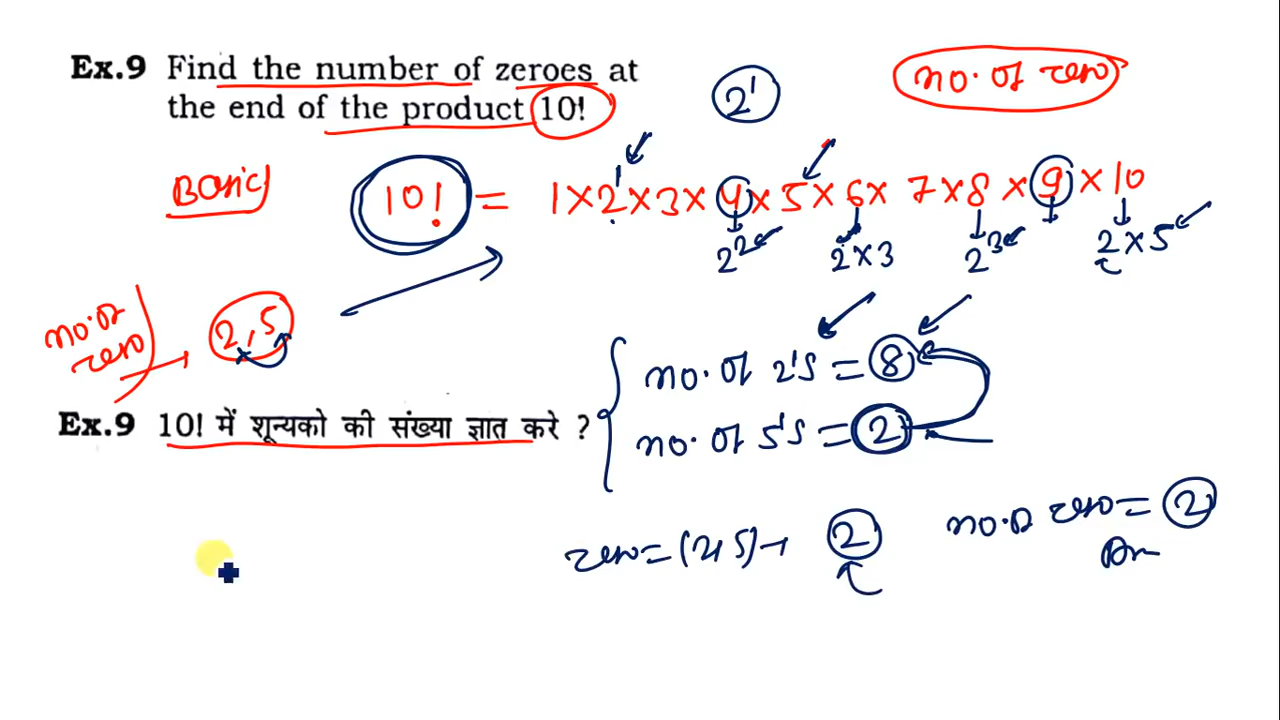 Ex.9 Find the number of zeroes at
the end of the product 10!
no. of zero
2¹
Basic
10! = 1 × 2¹ × 3 × 4 × 5 × 6 × 7 × 8 × 9 × 10
2² 2×3 2³ 2×5
no. of
zero
2, 5
no. of 2's = 8
Ex.9 10! में शून्यको की संख्या ज्ञात करे ?
no. of 5's = 2
zero = (2, 5) → 2
no. of zero = 2